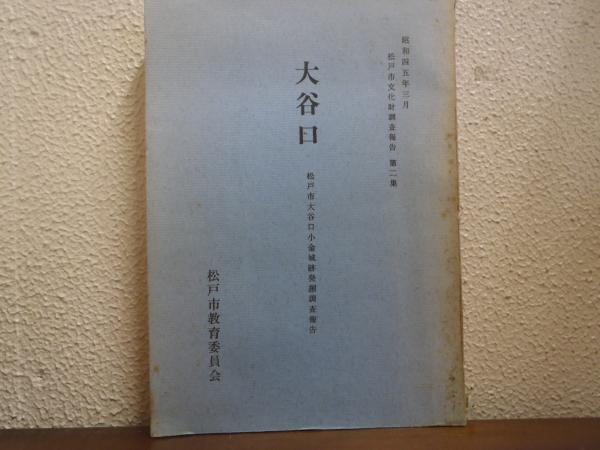 昭和四五年三月
松戸市文化財調査報告 第二集
大谷口
松戸市大谷口小金城跡発掘調査報告
松戸市教育委員会